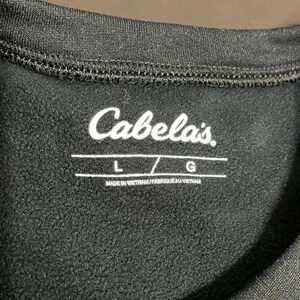 Cabela's.
L / G
MADE IN VIETNAM / FABRIQUÉ AU VIETNAM